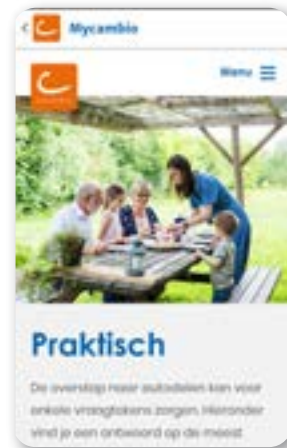 Mycambio
Menu
Praktisch
De overstap naar autodelen kan voor
enkele vraagtekens zorgen. Hieronder
vind je een antwoord op de meest